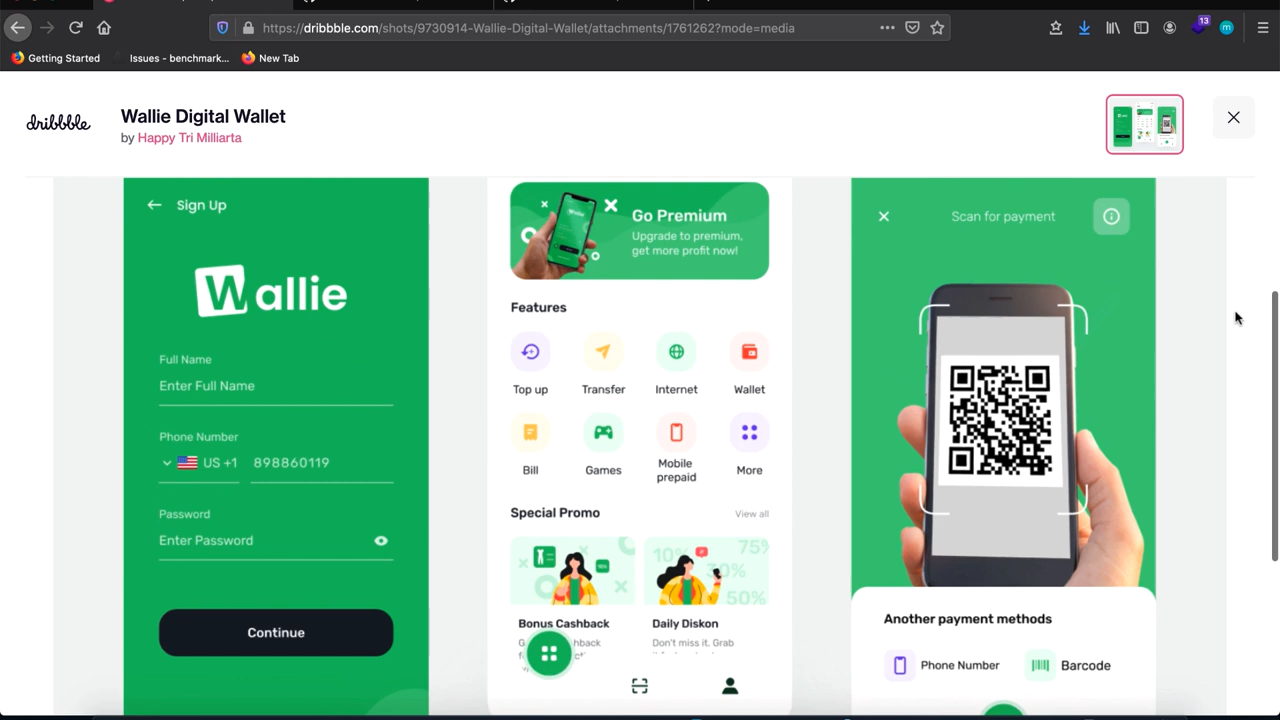 https://dribbble.com/shots/9730914-Wallie-Digital-Wallet/attachments/1761262?mode=media
13
m
Getting Started
Issues - benchmark...
New Tab
dribbble
Wallie Digital Wallet
by Happy Tri Milliarta
Sign Up
Wallie
Full Name
Enter Full Name
Phone Number
US +1 898860119
Password
Enter Password
Continue
Go Premium
Upgrade to premium,
get more profit now!
Features
Top up
Transfer
Internet
Wallet
Bill
Games
Mobile
prepaid
More
Special Promo
View all
10%
75%
50%
Bonus Cashback
Daily Diskon
Don't miss it. Grab
Scan for payment
Another payment methods
Phone Number
Barcode